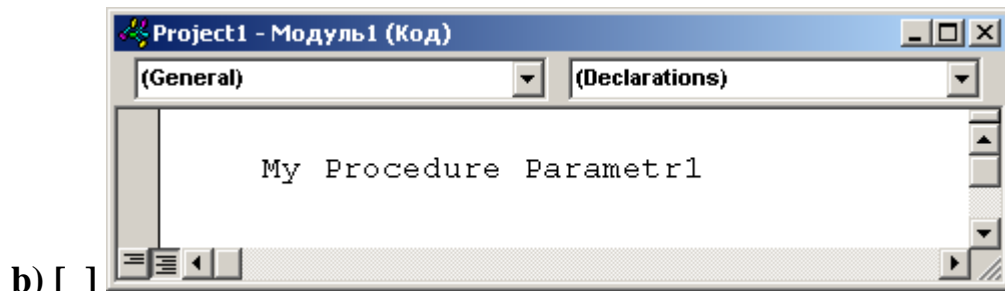 Project1 - Модуль1 (Код)
(General) (Declarations)
My Procedure Parametr1
b) [ ]